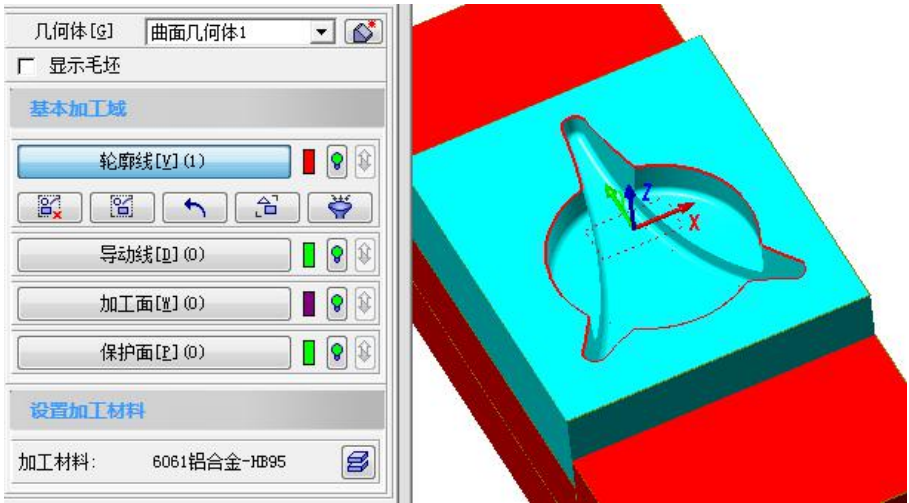 几何体[G] 曲面几何体1
显示毛坯
基本加工域
轮廓线[V](1)
导动线[D](0)
加工面[W](0)
保护面[P](0)
设置加工材料
加工材料: 6061铝合金-HB95
Z
X